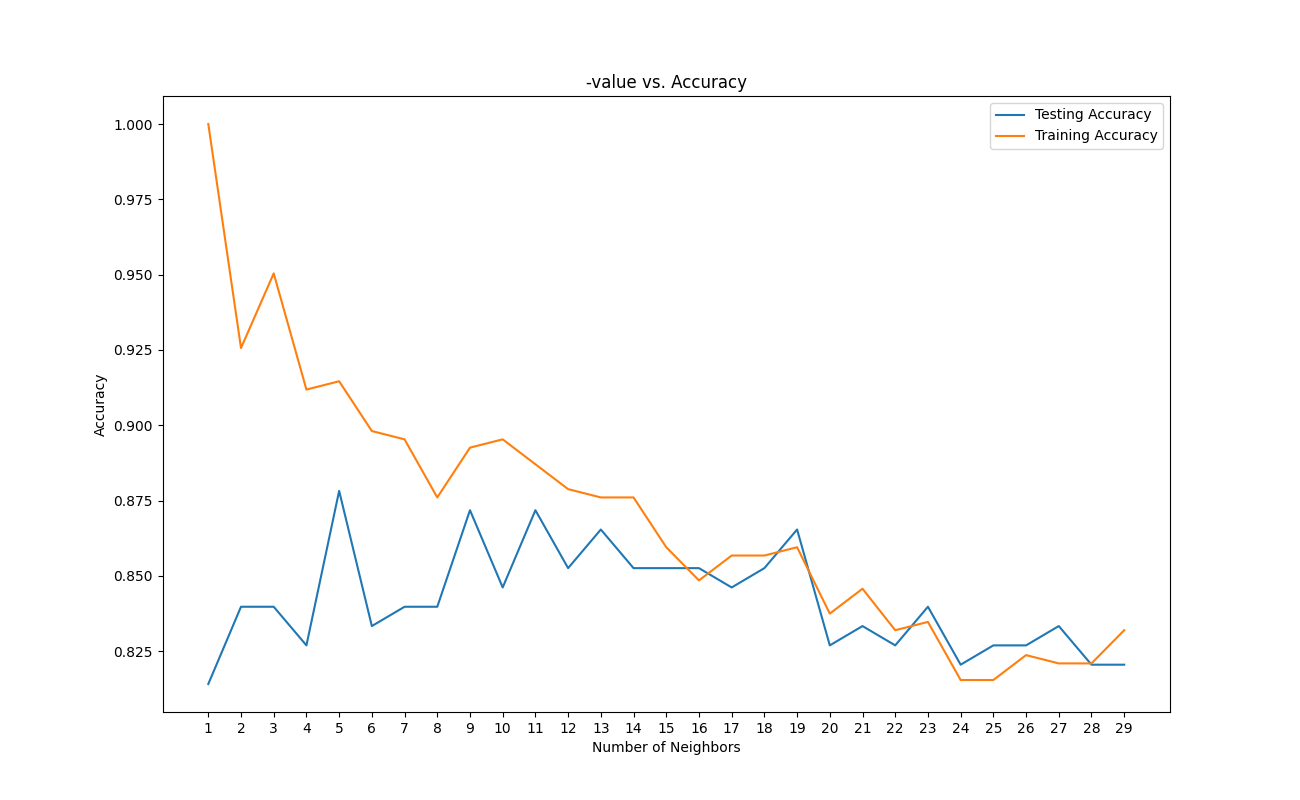 -value vs. Accuracy
Testing Accuracy
Training Accuracy
1.000
0.975
0.950
0.925
0.900
0.875
0.850
0.825
Accuracy
1 2 3 4 5 6 7 8 9 10 11 12 13 14 15 16 17 18 19 20 21 22 23 24 25 26 27 28 29
Number of Neighbors